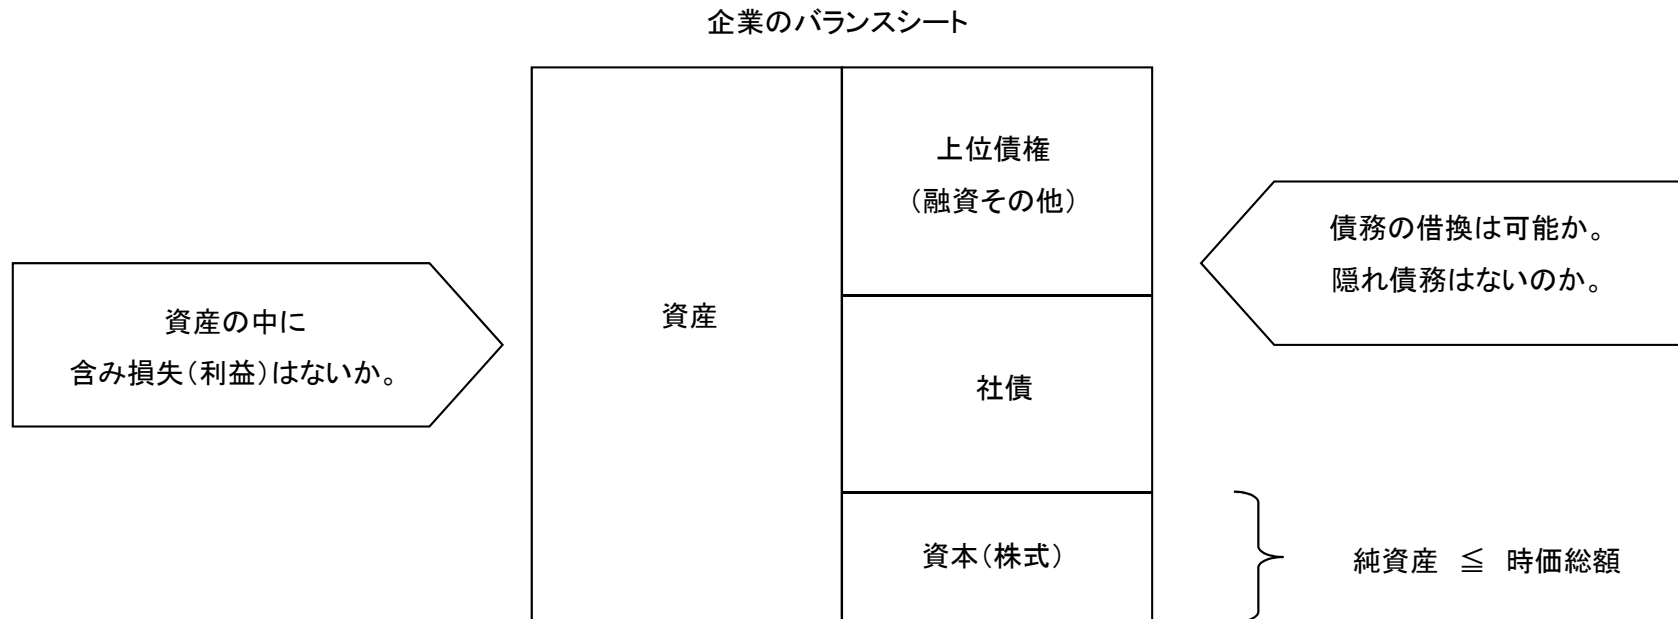 企業のバランスシート
上位債権
（融資その他）
債務の借換は可能か。
隠れ債務はないのか。
資産の中に
含み損失（利益）はないか。
資産
社債
資本（株式）
純資産 ≦ 時価総額